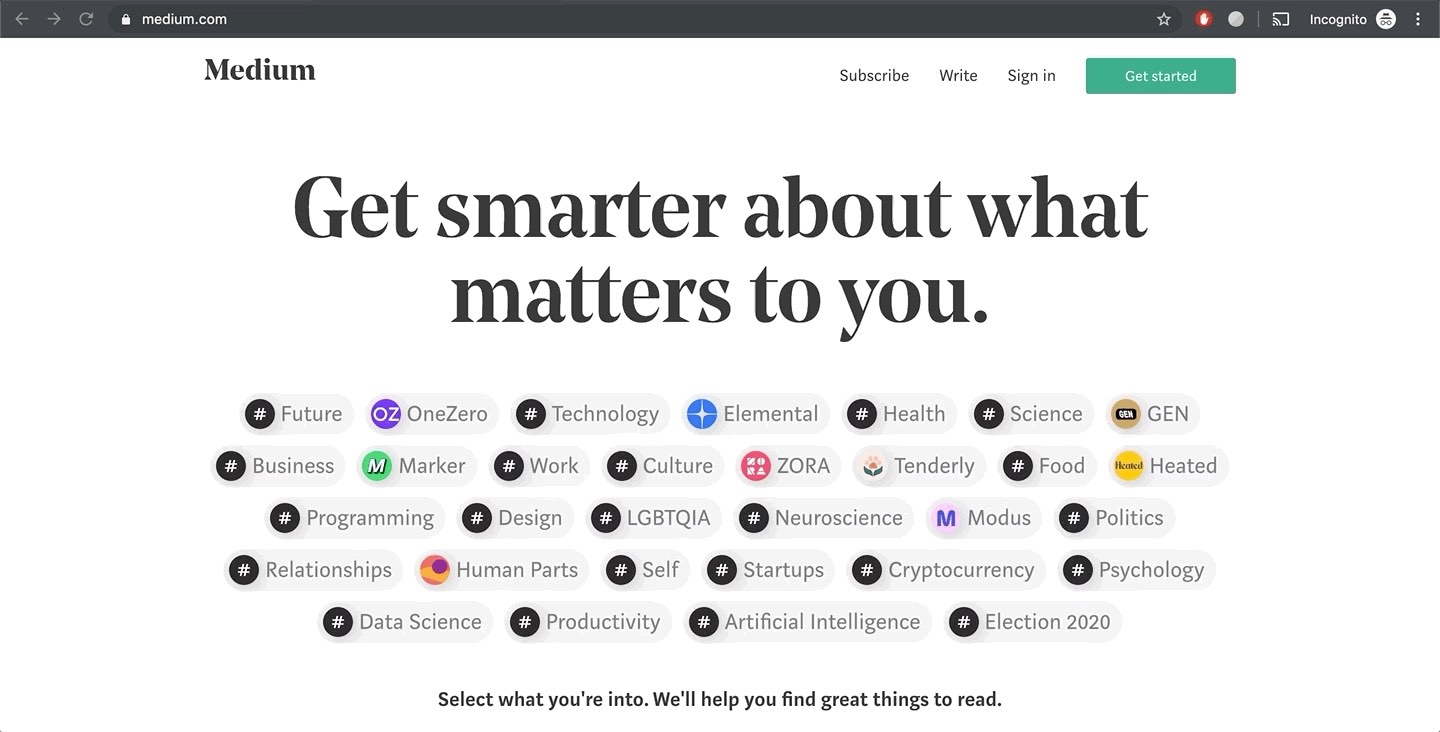 medium.com
Incognito
Medium
Subscribe Write Sign in Get started
Get smarter about what
matters to you.
# Future OZ OneZero # Technology Elemental # Health # Science GEN GEN
# Business M Marker # Work # Culture ZORA ZORA Tenderly # Food Heated Heated
# Programming # Design # LGBTQIA # Neuroscience M Modus # Politics
# Relationships Human Parts # Self # Startups # Cryptocurrency # Psychology
# Data Science # Productivity # Artificial Intelligence # Election 2020
Select what you're into. We'll help you find great things to read.